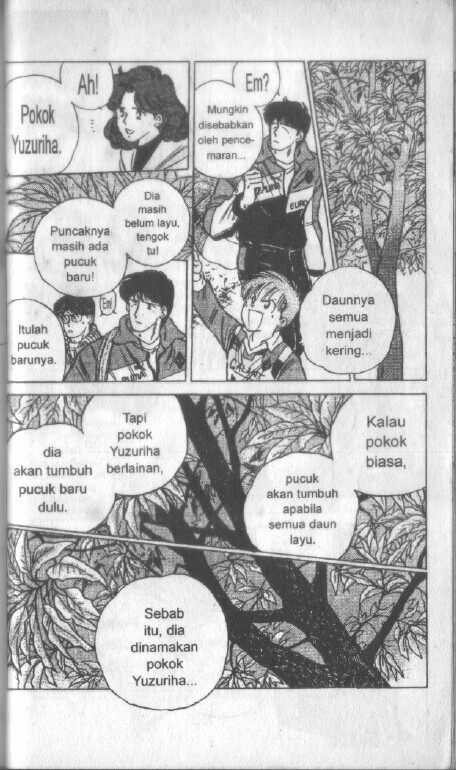 Daunnya
semua
menjadi
kering...
Em?
Mungkin
disebabkan
oleh pence-
maran...
EURO
Ah!
Pokok
Yuzuriha.
Dia
masih
belum layu,
tengok
tu!
Puncaknya
masih ada
pucuk
baru!
Em!
Itulah
pucuk
barunya.
Kalau
pokok
biasa,
pucuk
akan tumbuh
apabila
semua daun
layu.
Tapi
pokok
Yuzuriha
berlainan,
dia
akan tumbuh
pucuk baru
dulu.
Sebab
itu, dia
dinamakan
pokok
Yuzuriha...